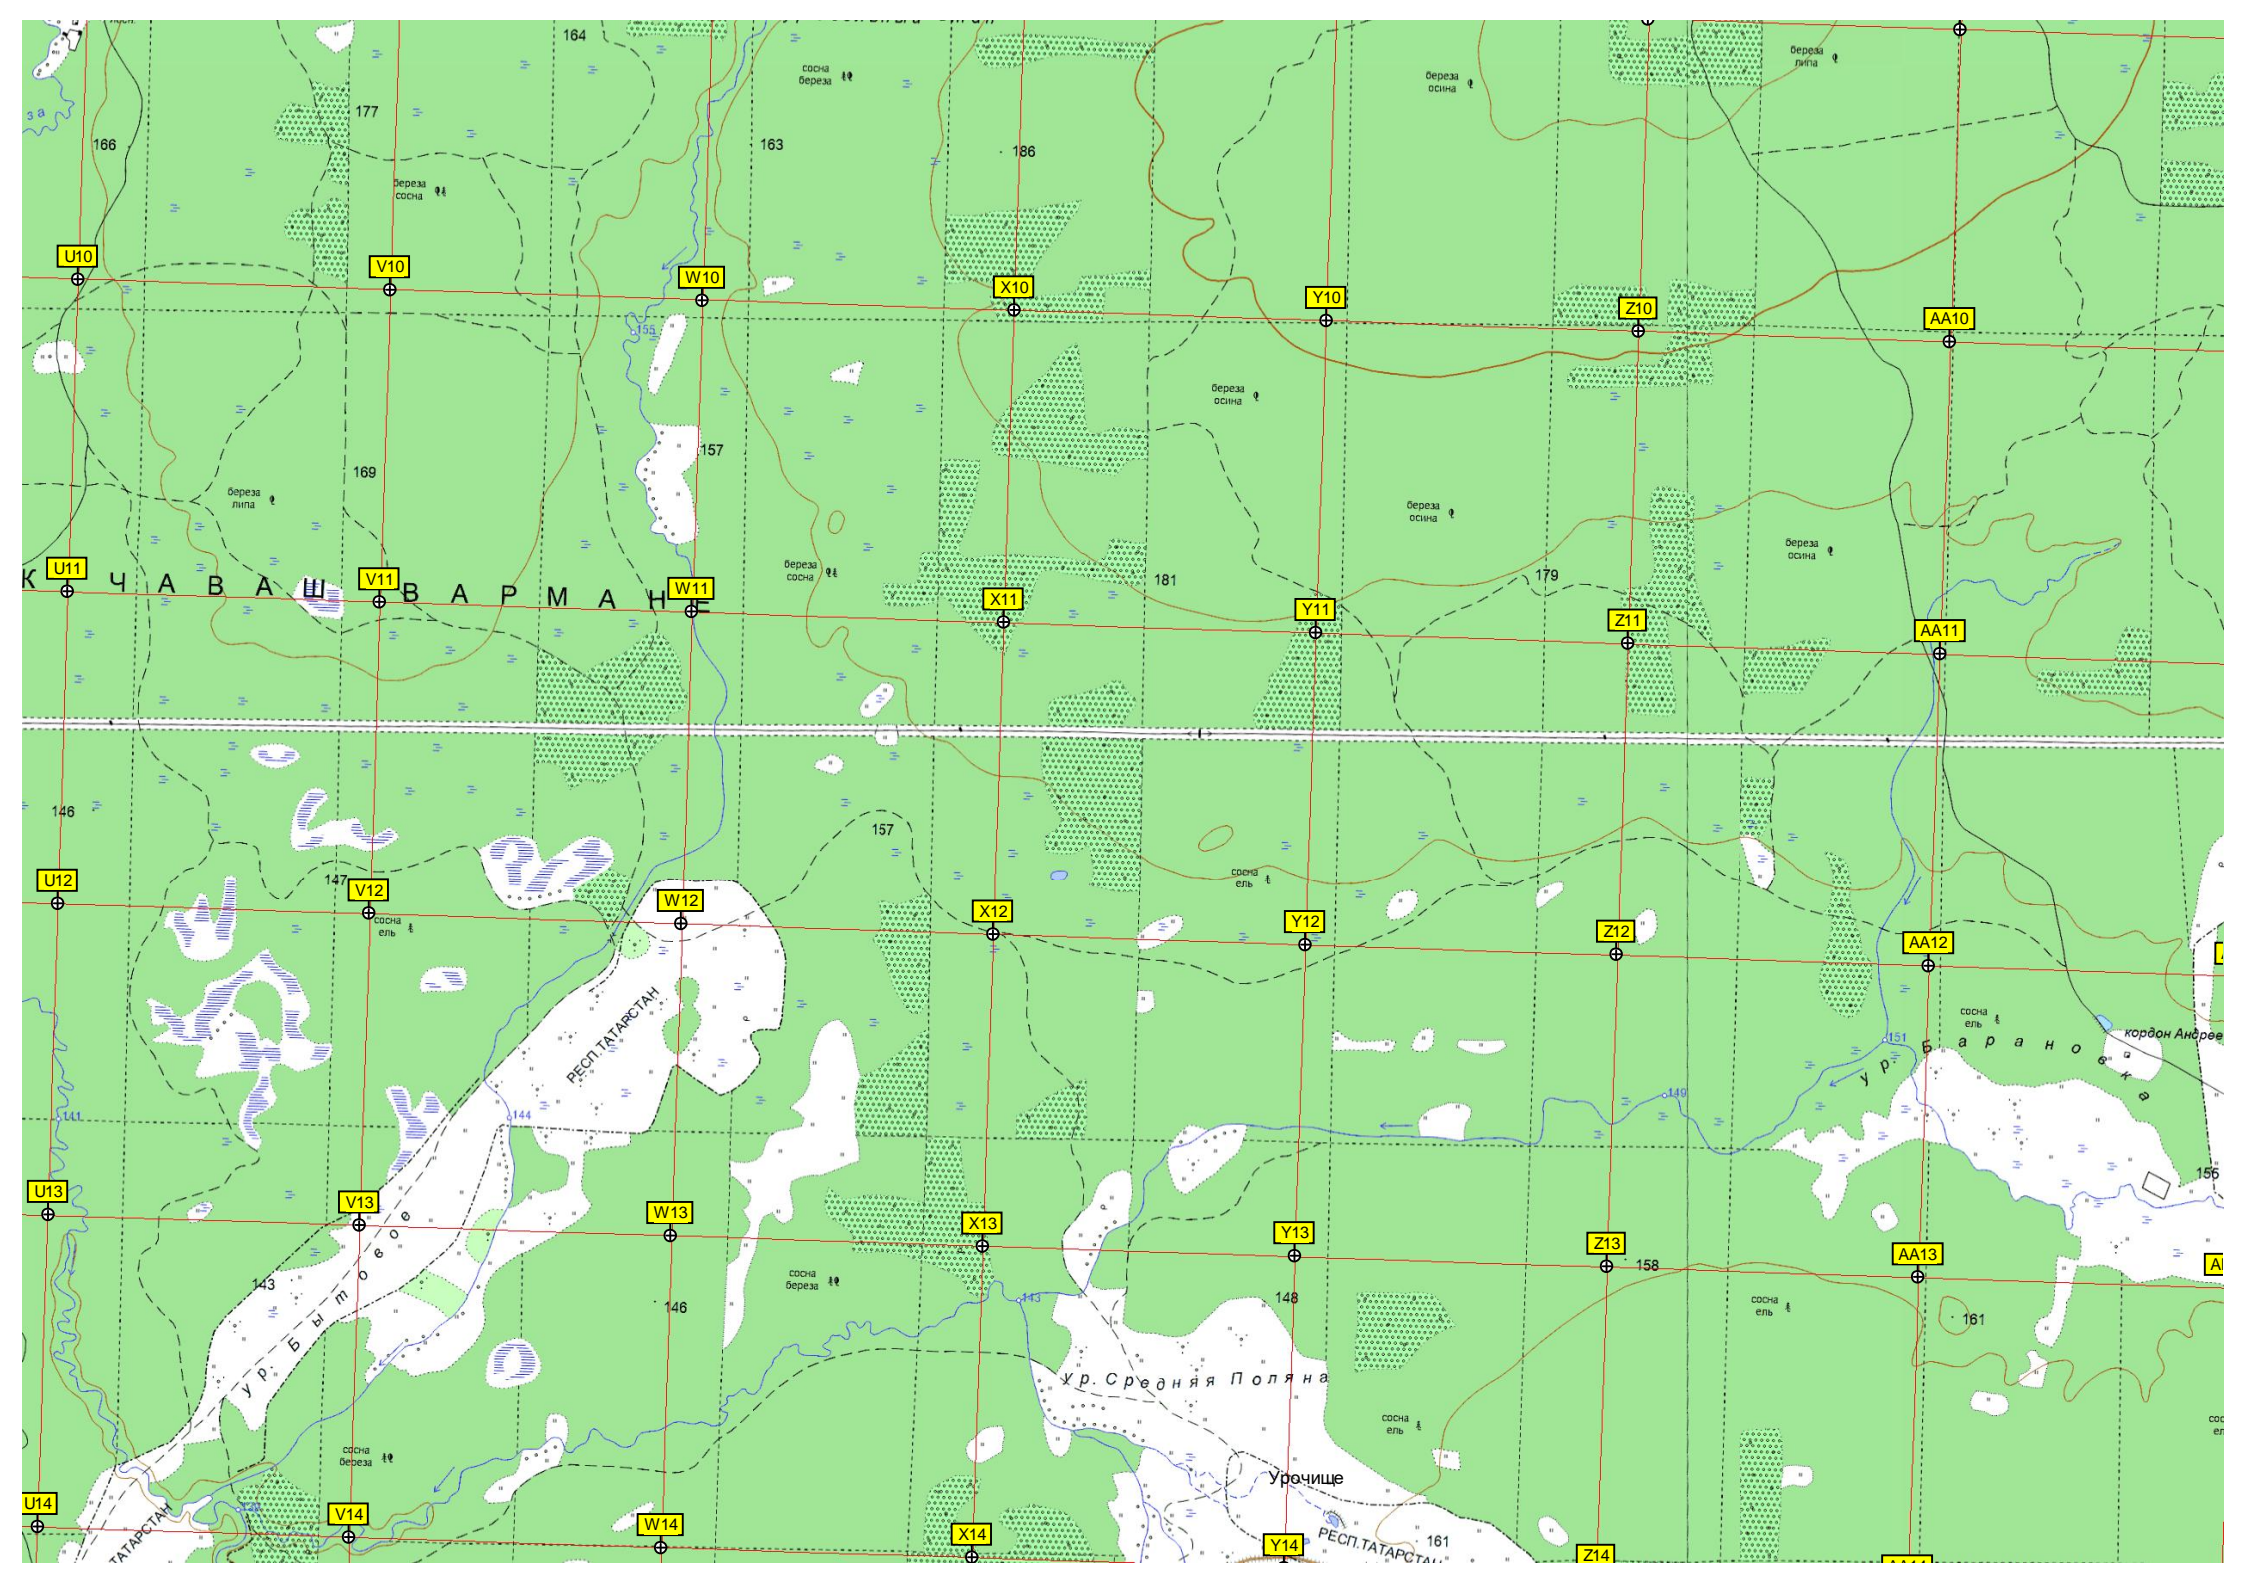 164
сосна
береза
береза
осина
береза
липа
177
166
163
186
береза
сосна
U10
V10
W10
X10
Y10
Z10
AA10
155
береза
осина
157
169
береза
липа
береза
осина
береза
осина
береза
сосна
181
179
U11
V11
W11
X11
Y11
Z11
AA11
К ЧАВАШ ВАРМАНЕ
146
157
147
сосна
ель
U12
V12
W12
X12
Y12
Z12
AA12
сосна
ель
РЕСП.ТАТАРСТАН
сосна
ель
кордон Андрее
151
ур. Барановка
149
141
144
156
U13
V13
W13
X13
Y13
Z13
AA13
158
143
ур. Бытовое
сосна
береза
146
143
148
сосна
ель
161
ур. Средняя Поляна
сосна
ель
сосна
береза
Урочище
U14
V14
W14
X14
Y14
Z14
РЕСП.ТАТАРСТАН
161
ТАТАРСТАН